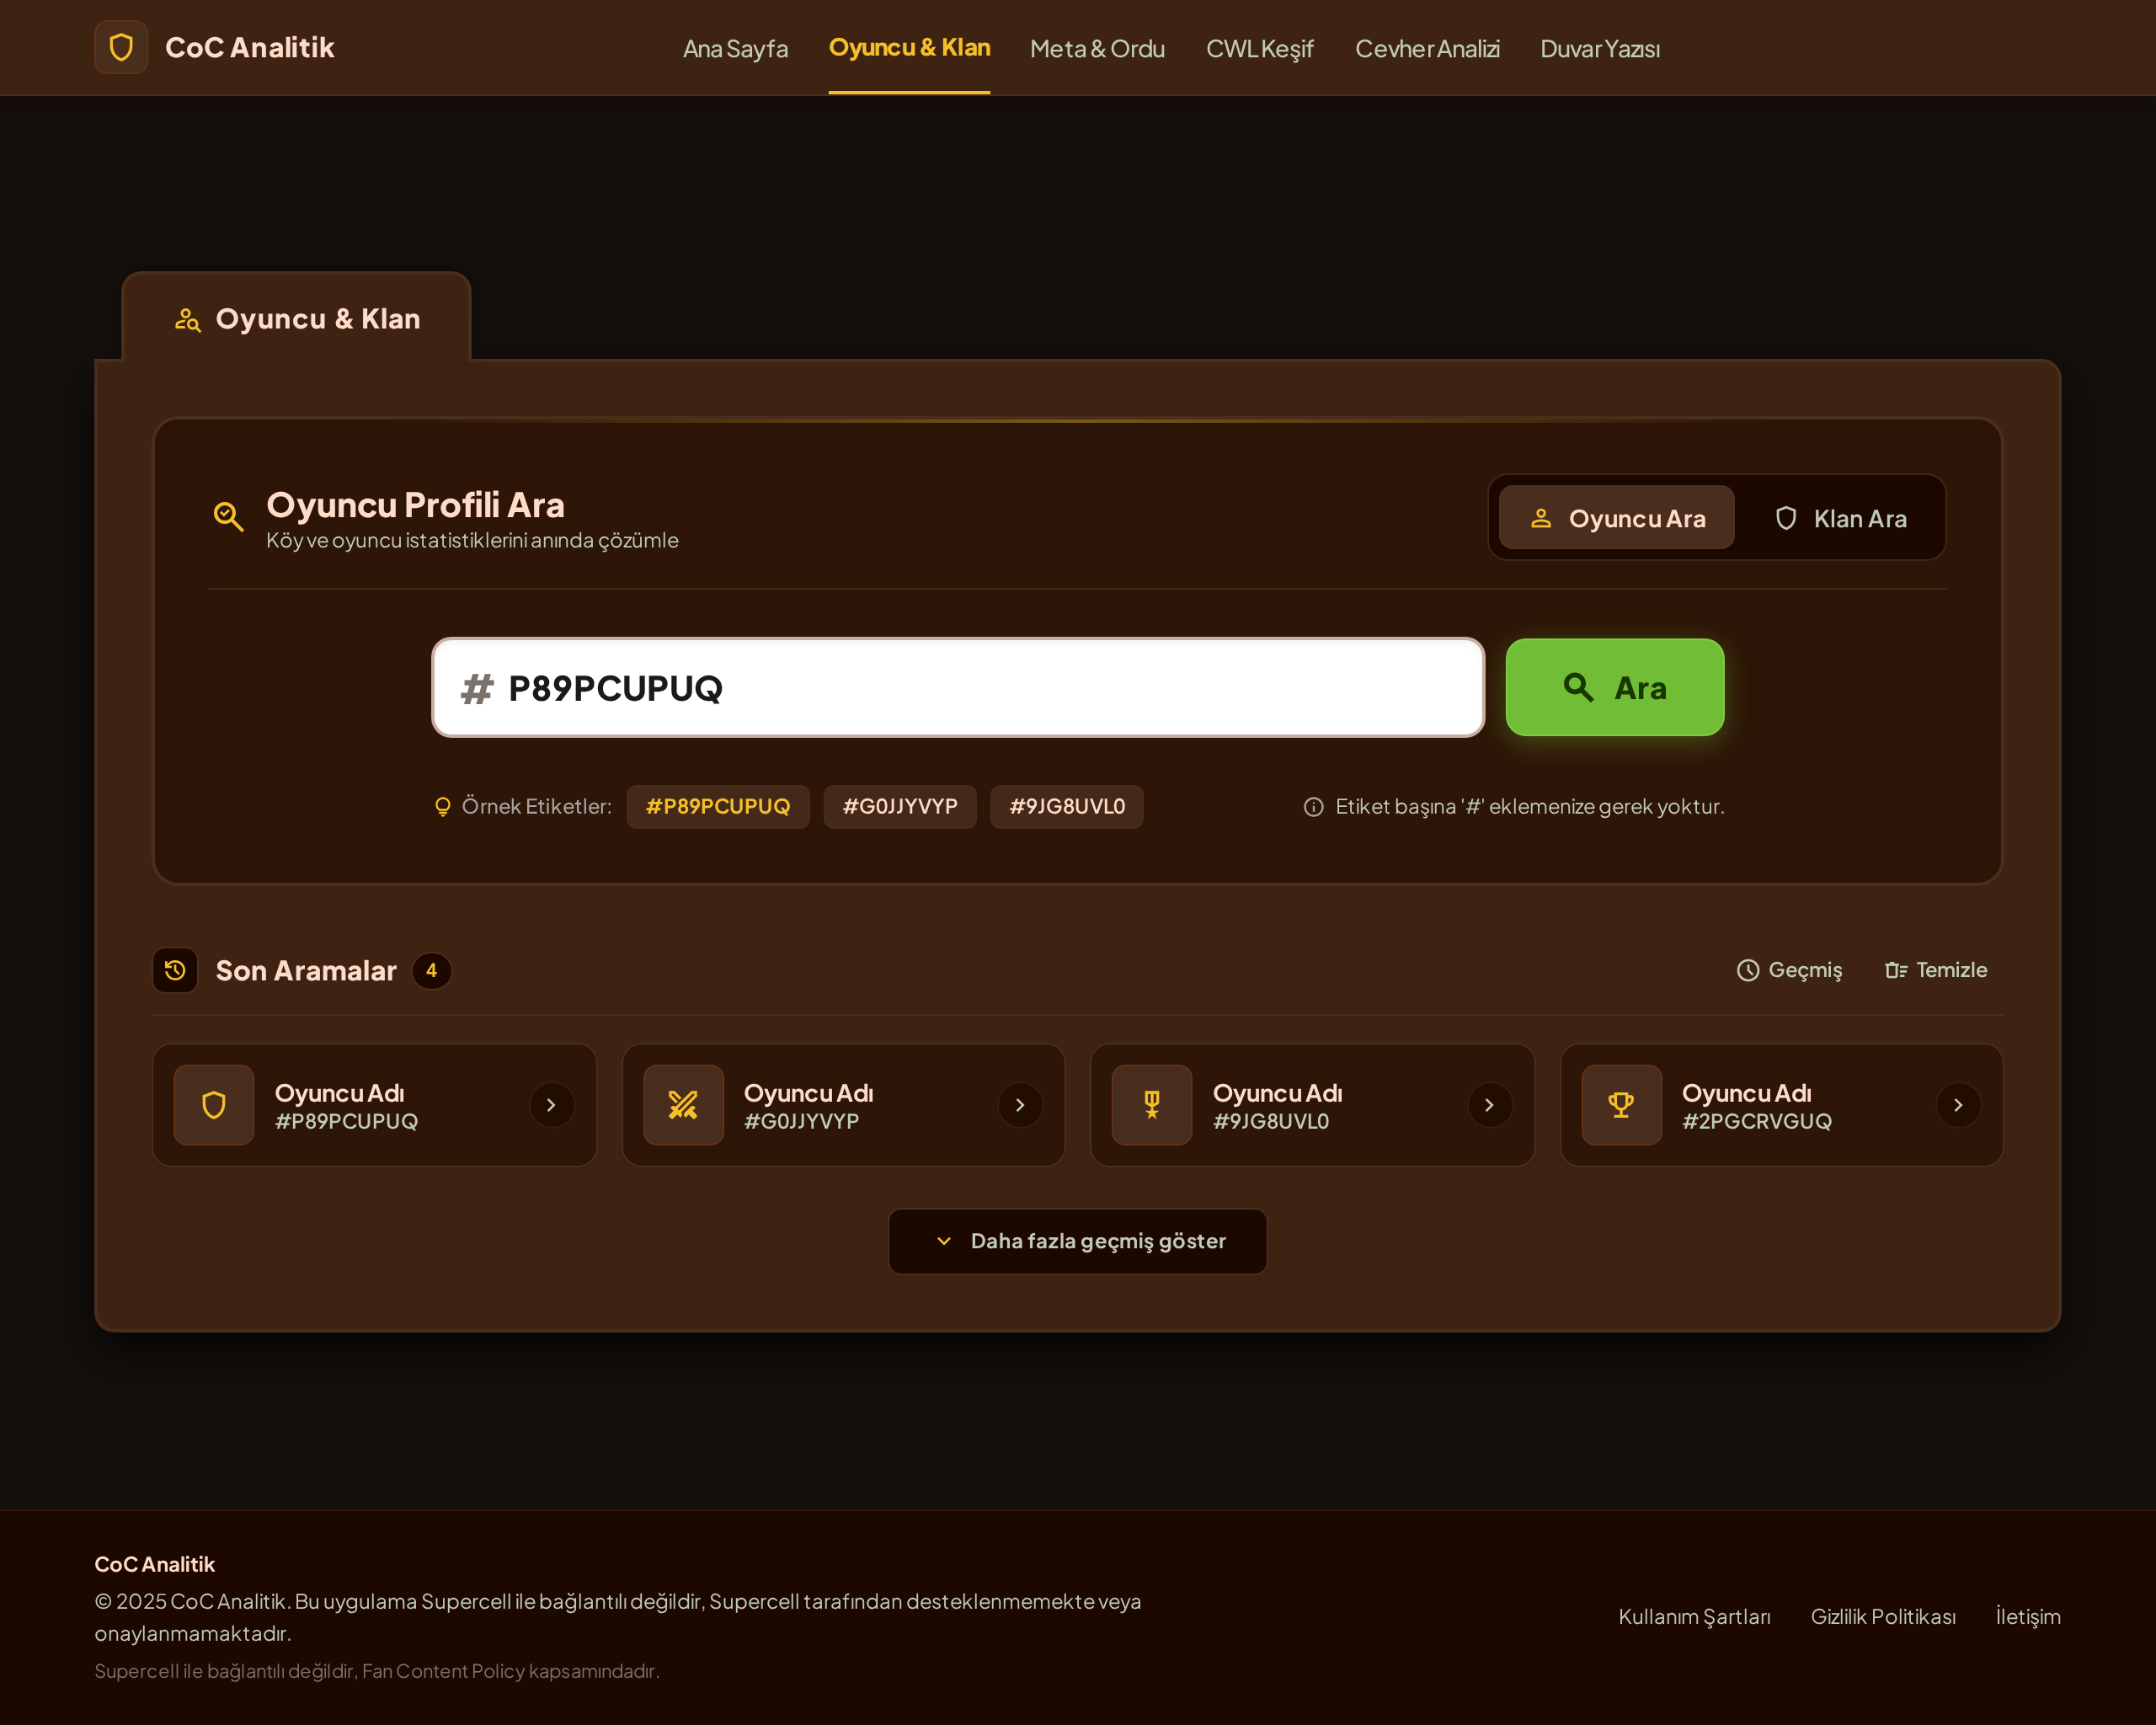 CoC Analitik
Ana Sayfa
Oyuncu & Klan
Meta & Ordu
CWL Keşif
Cevher Analizi
Duvar Yazısı
Oyuncu & Klan
Oyuncu Profili Ara
Köy ve oyuncu istatistiklerini anında çözümle
Oyuncu Ara
Klan Ara
# P89PCUPUQ
Ara
Örnek Etiketler:
#P89PCUPUQ
#G0JJYVYP
#9JG8UVL0
Etiket başına '#' eklemenize gerek yoktur.
Son Aramalar
4
Geçmiş
Temizle
Oyuncu Adı
#P89PCUPUQ
Oyuncu Adı
#G0JJYVYP
Oyuncu Adı
#9JG8UVL0
Oyuncu Adı
#2PGCRVGUQ
Daha fazla geçmiş göster
CoC Analitik
© 2025 CoC Analitik. Bu uygulama Supercell ile bağlantılı değildir, Supercell tarafından desteklenmemekte veya
onaylanmamaktadır.
Supercell ile bağlantılı değildir, Fan Content Policy kapsamındadır.
Kullanım Şartları
Gizlilik Politikası
İletişim